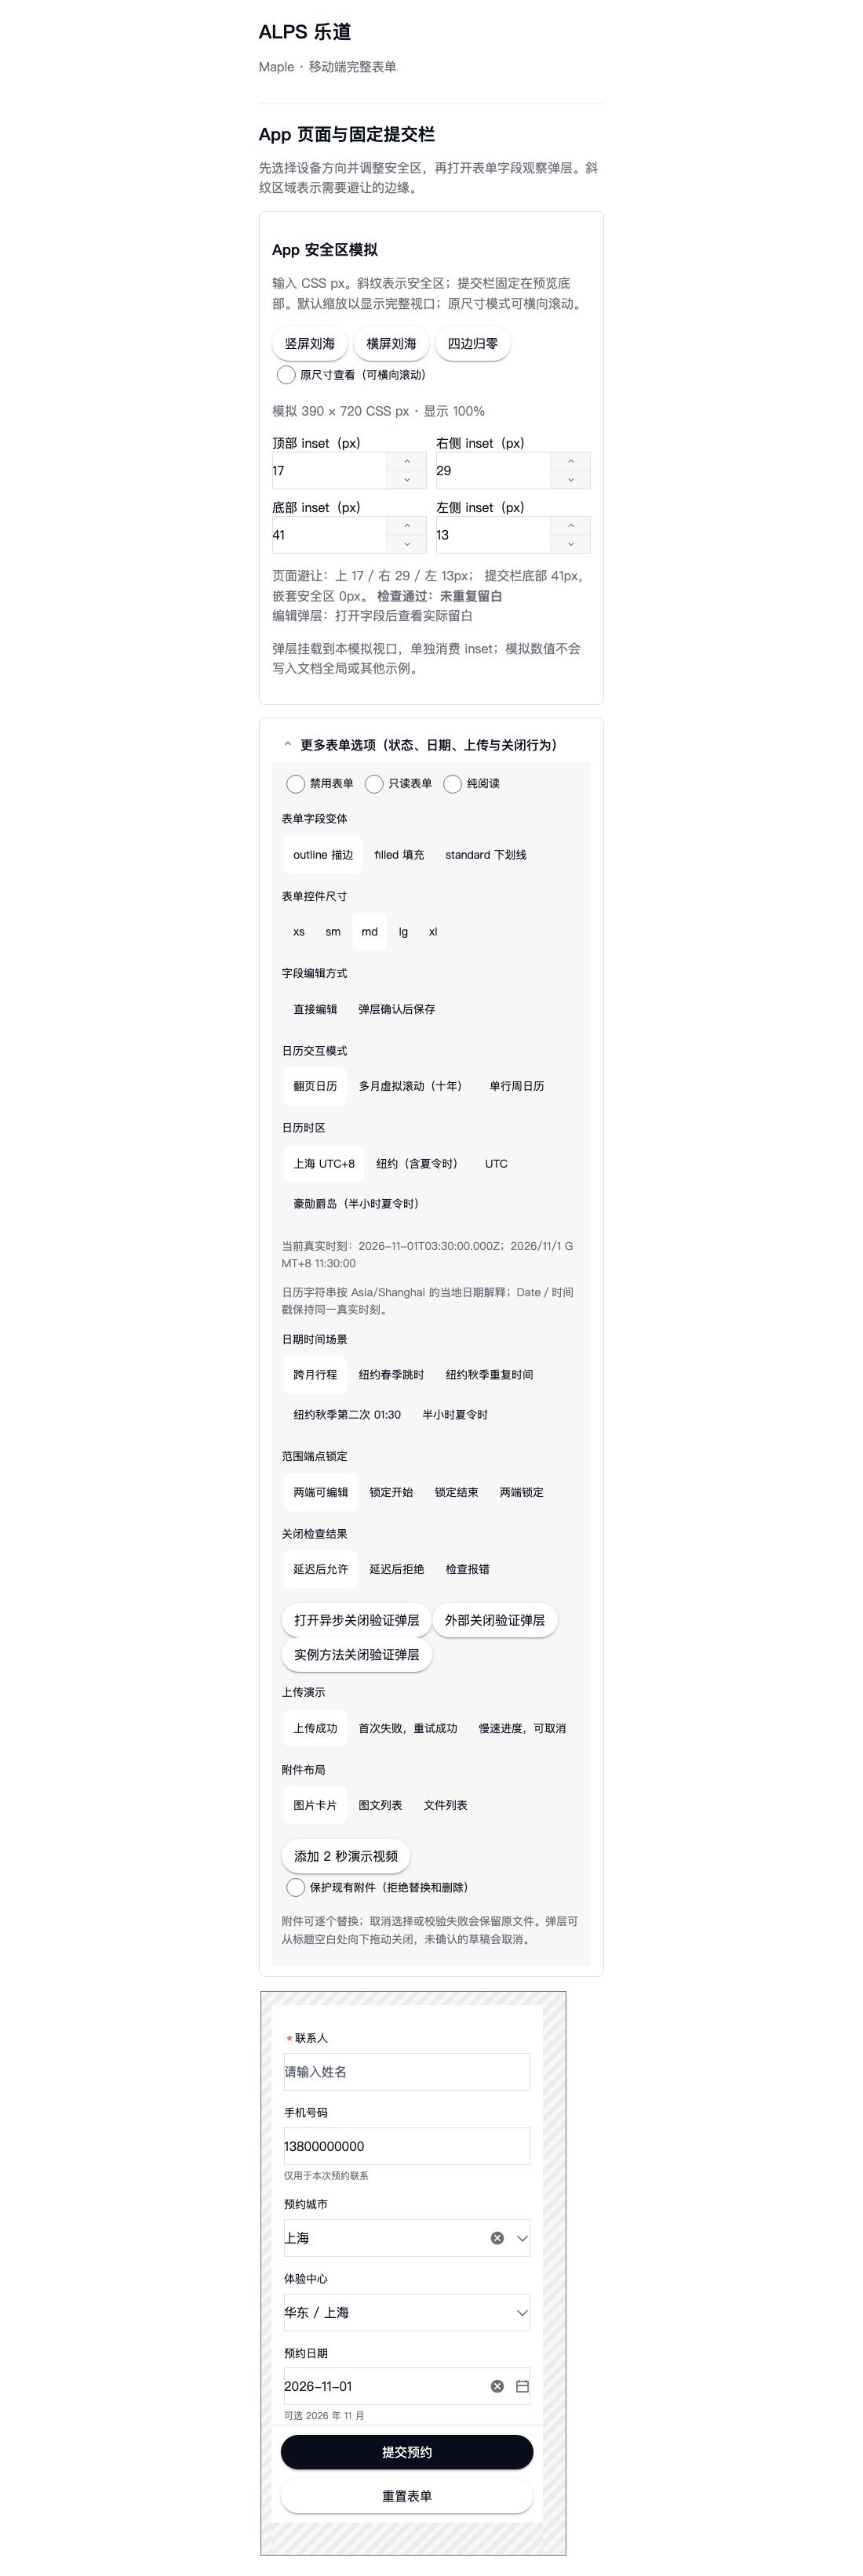 ALPS 乐道
Maple · 移动端完整表单
App 页面与固定提交栏
先选择设备方向并调整安全区，再打开表单字段观察弹层。斜
纹区域表示需要避让的边缘。
App 安全区模拟
输入 CSS px。斜纹表示安全区；提交栏固定在预览底
部。默认缩放以显示完整视口；原尺寸模式可横向滚动。
竖屏刘海 横屏刘海 四边归零
原尺寸查看（可横向滚动）
模拟 390 × 720 CSS px · 显示 100%
顶部 inset（px） 右侧 inset（px）
17 29
底部 inset（px） 左侧 inset（px）
41 13
页面避让：上 17 / 右 29 / 左 13px； 提交栏底部 41px，
嵌套安全区 0px。 检查通过：未重复留白
编辑弹层：打开字段后查看实际留白
弹层挂载到本模拟视口，单独消费 inset；模拟数值不会
写入文档全局或其他示例。
更多表单选项（状态、日期、上传与关闭行为）
禁用表单 只读表单 纯阅读
表单字段变体
outline 描边 filled 填充 standard 下划线
表单控件尺寸
xs sm md lg xl
字段编辑方式
直接编辑 弹层确认后保存
日历交互模式
翻页日历 多月虚拟滚动（十年） 单行周日历
日历时区
上海 UTC+8 纽约（含夏令时） UTC
豪勋爵岛（半小时夏令时）
当前真实时刻：2026-11-01T03:30:00.000Z；2026/11/1 G
MT+8 11:30:00
日历字符串按 Asia/Shanghai 的当地日期解释；Date / 时间
戳保持同一真实时刻。
日期时间场景
跨月行程 纽约春季跳时 纽约秋季重复时间
纽约秋季第二次 01:30 半小时夏令时
范围端点锁定
两端可编辑 锁定开始 锁定结束 两端锁定
关闭检查结果
延迟后允许 延迟后拒绝 检查报错
打开异步关闭验证弹层 外部关闭验证弹层
实例方法关闭验证弹层
上传演示
上传成功 首次失败，重试成功 慢速进度，可取消
附件布局
图片卡片 图文列表 文件列表
添加 2 秒演示视频
保护现有附件（拒绝替换和删除）
附件可逐个替换；取消选择或校验失败会保留原文件。弹层可
从标题空白处向下拖动关闭，未确认的草稿会取消。
* 联系人
请输入姓名
手机号码
13800000000
仅用于本次预约联系
预约城市
上海
体验中心
华东 / 上海
预约日期
2026-11-01
可选 2026 年 11 月
提交预约
重置表单